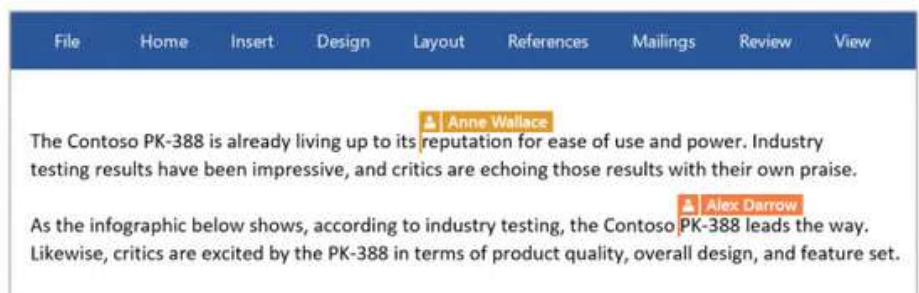 File Home Insert Design Layout References Mailings Review View
Anne Wallace
The Contoso PK-388 is already living up to its reputation for ease of use and power. Industry
testing results have been impressive, and critics are echoing those results with their own praise.
Alex Darrow
As the infographic below shows, according to industry testing, the Contoso PK-388 leads the way.
Likewise, critics are excited by the PK-388 in terms of product quality, overall design, and feature set.